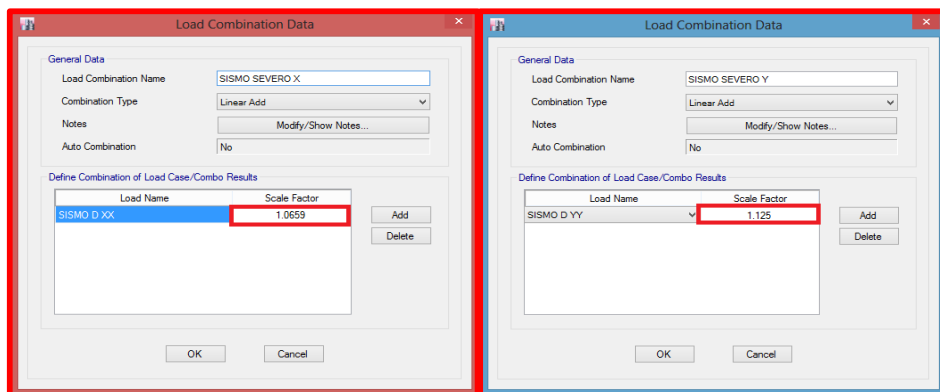 Load Combination Data
General Data
Load Combination Name SISMO SEVERO X
Combination Type Linear Add
Notes Modify/Show Notes...
Auto Combination No
Define Combination of Load Case/Combo Results
Load Name Scale Factor
SISMO D XX 1.0659 Add
Delete
OK Cancel
Load Combination Data
General Data
Load Combination Name SISMO SEVERO Y
Combination Type Linear Add
Notes Modify/Show Notes...
Auto Combination No
Define Combination of Load Case/Combo Results
Load Name Scale Factor
SISMO D YY 1.125 Add
Delete
OK Cancel